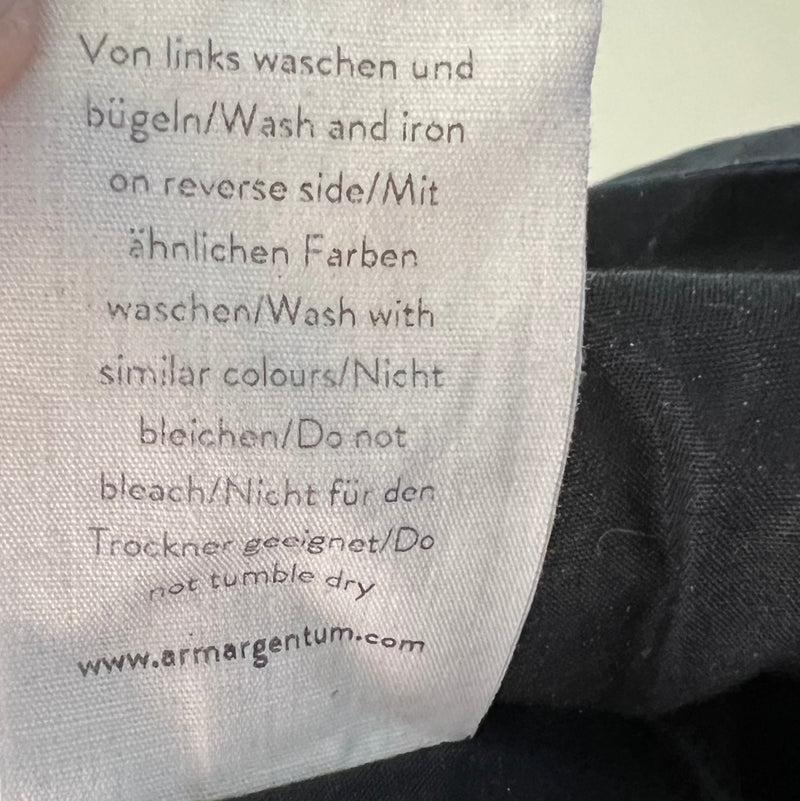 Von links waschen und
bügeln/Wash and iron
on reverse side/Mit
ähnlichen Farben
waschen/Wash with
similar colours/Nicht
bleichen/Do not
bleach/Nicht für den
Trockner geeignet/Do
not tumble dry
www.armargentum.com